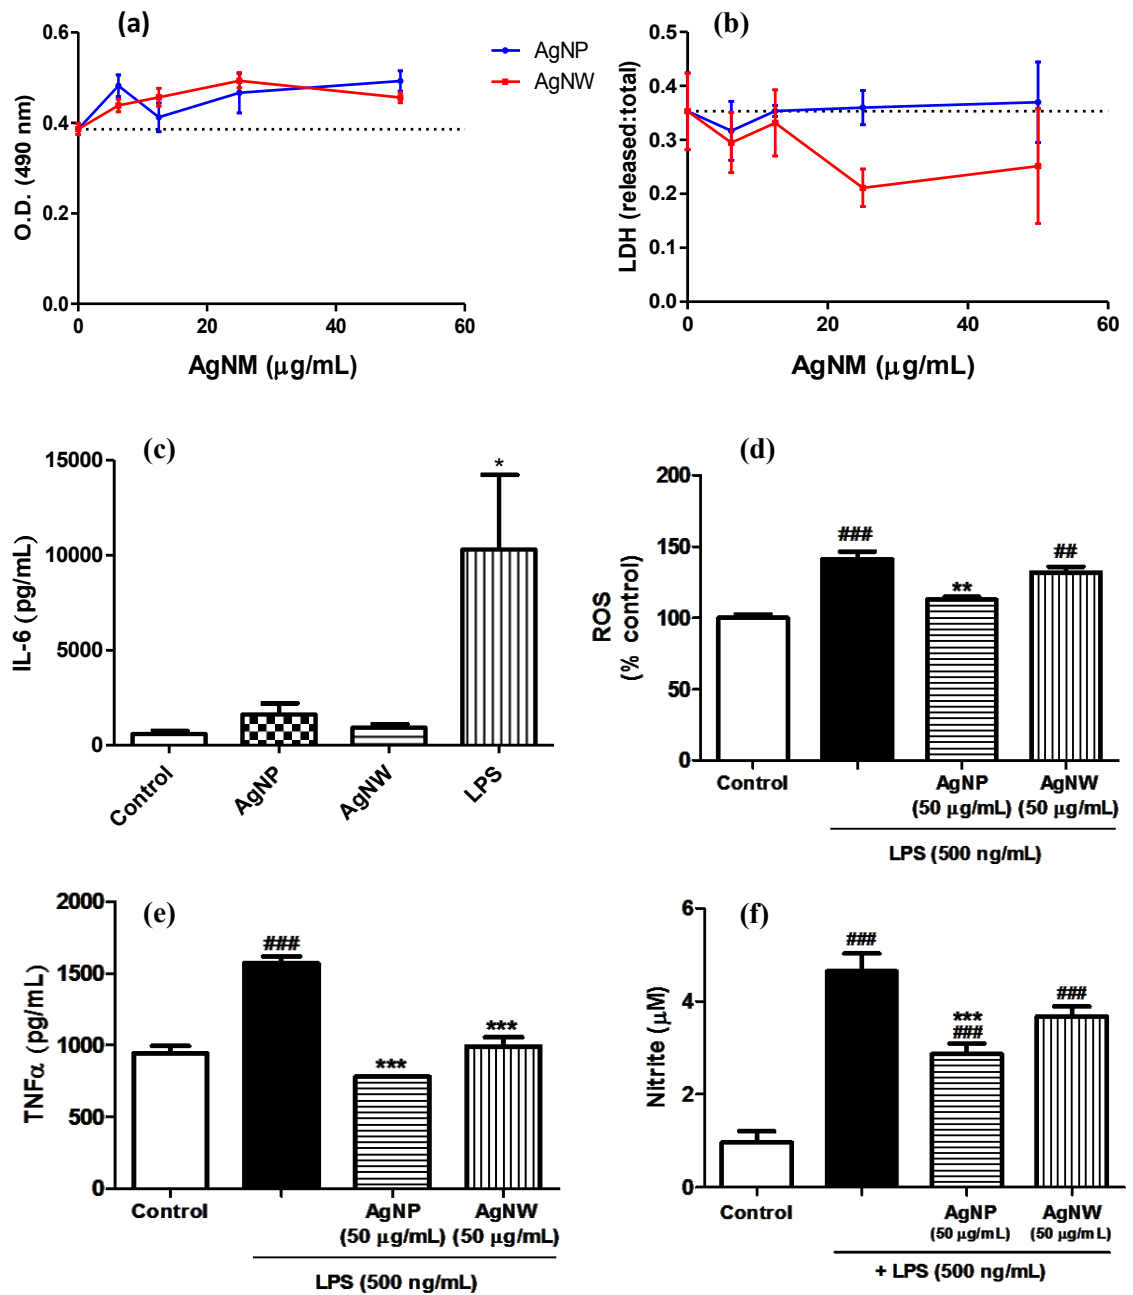 (a)
0.6
0.4
0.2
0.0
O.D. (490 nm)
0
20
40
60
AgNM (μg/mL)
AgNP
AgNW
(b)
0.5
0.4
0.3
0.2
0.1
0.0
LDH (released:total)
0
20
40
60
AgNM (μg/mL)
(c)
15000
10000
5000
0
IL-6 (pg/mL)
*
Control
AgNP
AgNW
LPS
(d)
200
150
100
50
0
ROS
(% control)
###
**
##
Control
AgNP
(50 μg/mL)
AgNW
(50 μg/mL)
LPS (500 ng/mL)
(e)
2000
1500
1000
500
0
TNFα (pg/mL)
###
***
***
Control
AgNP
(50 μg/mL)
AgNW
(50 μg/mL)
LPS (500 ng/mL)
(f)
6
4
2
0
Nitrite (μM)
###
***
###
###
Control
AgNP
(50 μg/mL)
AgNW
(50 μg/mL)
+ LPS (500 ng/mL)